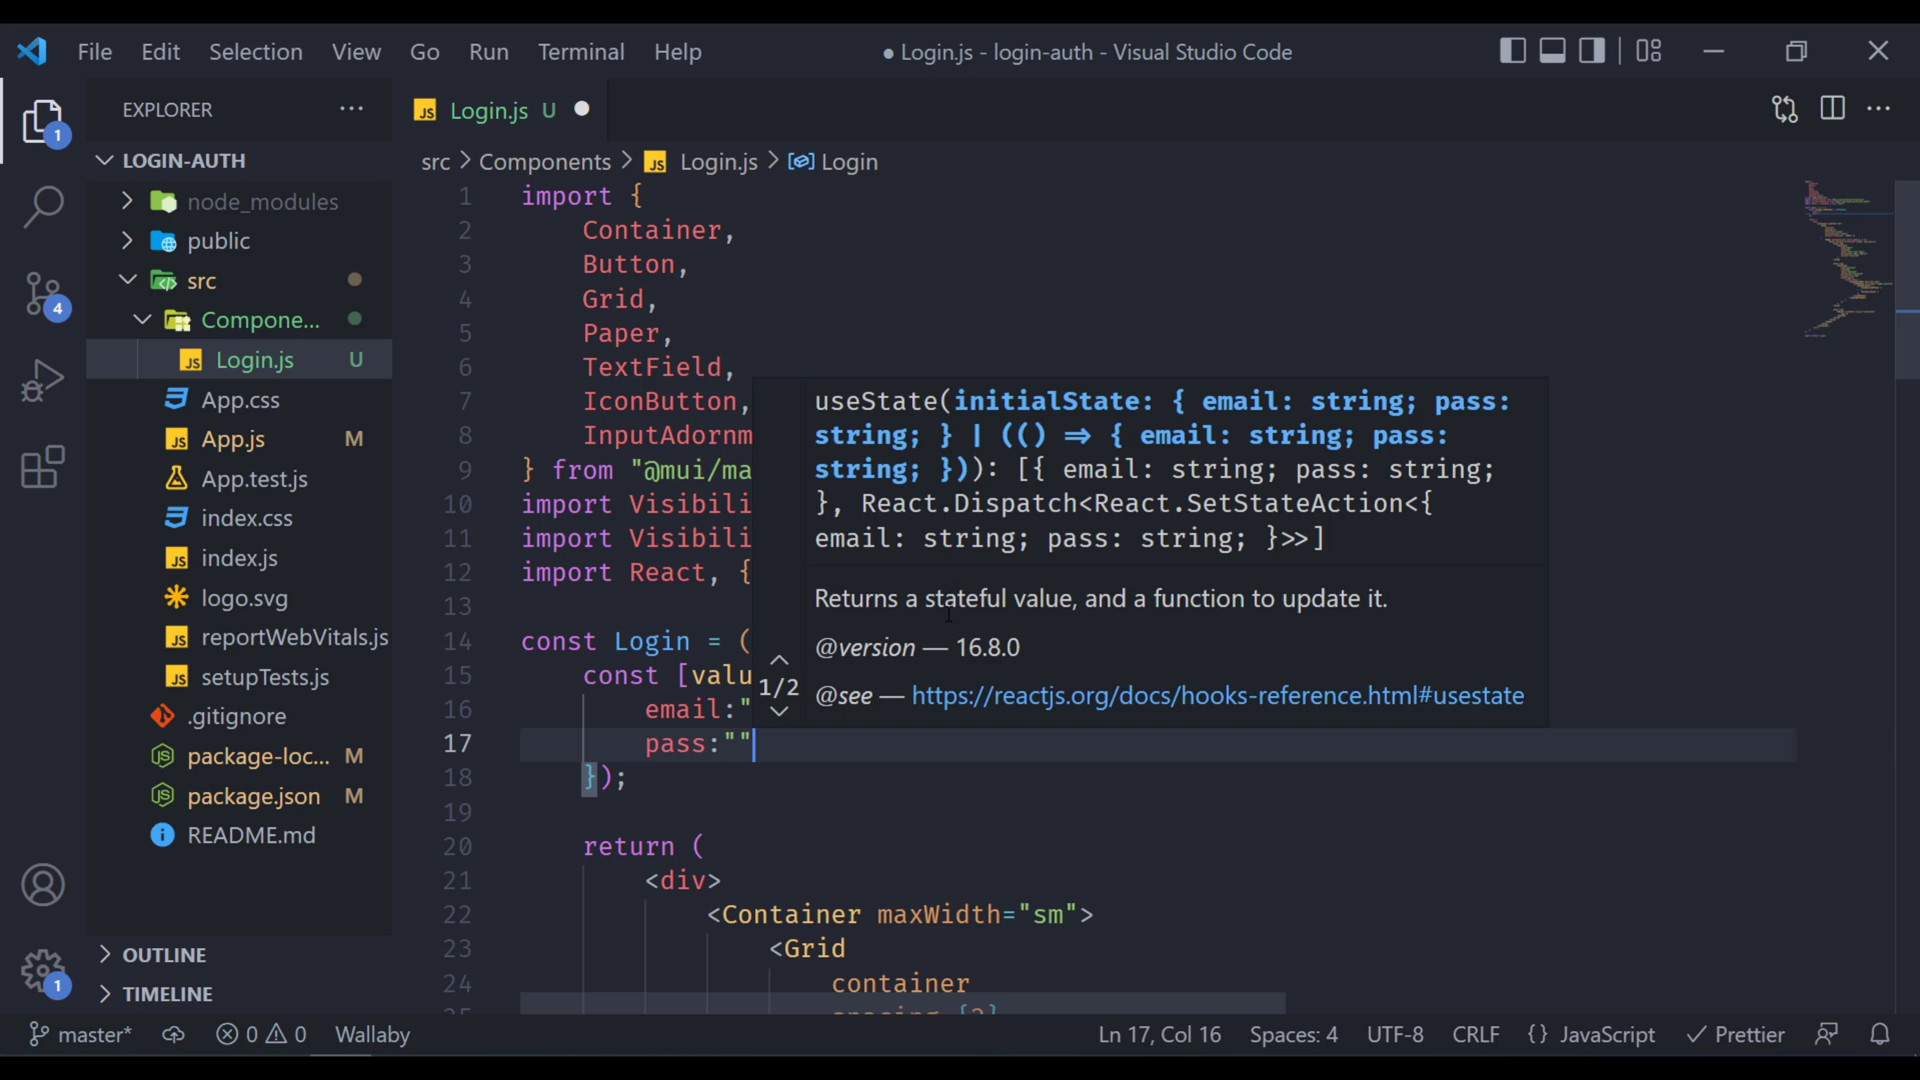 File Edit Selection View Go Run Terminal Help
● Login.js - login-auth - Visual Studio Code
EXPLORER
Login.js U
LOGIN-AUTH
src > Components > JS Login.js > Login
node_modules
public
src
Compone...
JS Login.js U
App.css
JS App.js M
App.test.js
index.css
JS index.js
logo.svg
JS reportWebVitals.js
JS setupTests.js
.gitignore
package-loc... M
package.json M
README.md
OUTLINE
TIMELINE
1
4
1
1 import {
2 Container,
3 Button,
4 Grid,
5 Paper,
6 TextField,
7 IconButton,
8 InputAdornm
9 } from "@mui/ma
10 import Visibili
11 import Visibili
12 import React, {
13
14 const Login = (
15 const [valu
16 email:"
17 pass:""
18 });
19
20 return (
21 <div>
22 <Container maxWidth="sm">
23 <Grid
24 container
useState(initialState: { email: string; pass:
string; } | (() => { email: string; pass:
string; })): [{ email: string; pass: string;
}, React.Dispatch<React.SetStateAction<{
email: string; pass: string; }>>]
Returns a stateful value, and a function to update it.
@version — 16.8.0
1/2
@see — https://reactjs.org/docs/hooks-reference.html#usestate
master* 0 0 Wallaby
Ln 17, Col 16 Spaces: 4 UTF-8 CRLF {} JavaScript Prettier